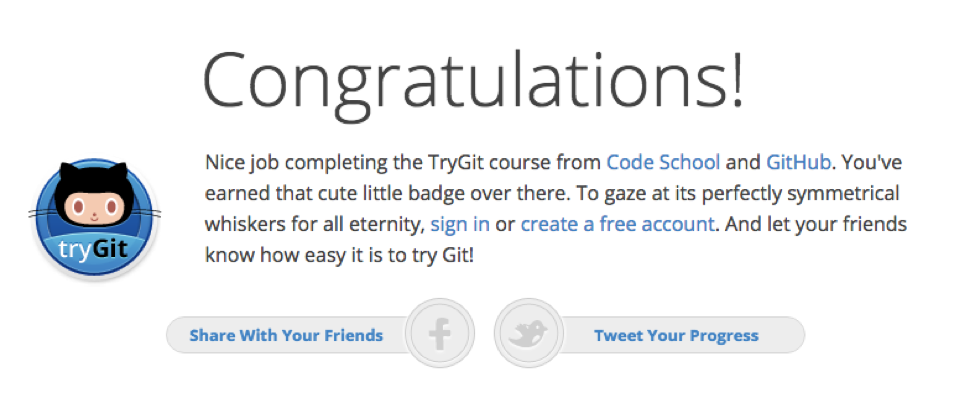 Congratulations!
Nice job completing the TryGit course from Code School and GitHub. You've
earned that cute little badge over there. To gaze at its perfectly symmetrical
whiskers for all eternity, sign in or create a free account. And let your friends
know how easy it is to try Git!
tryGit
Share With Your Friends
Tweet Your Progress